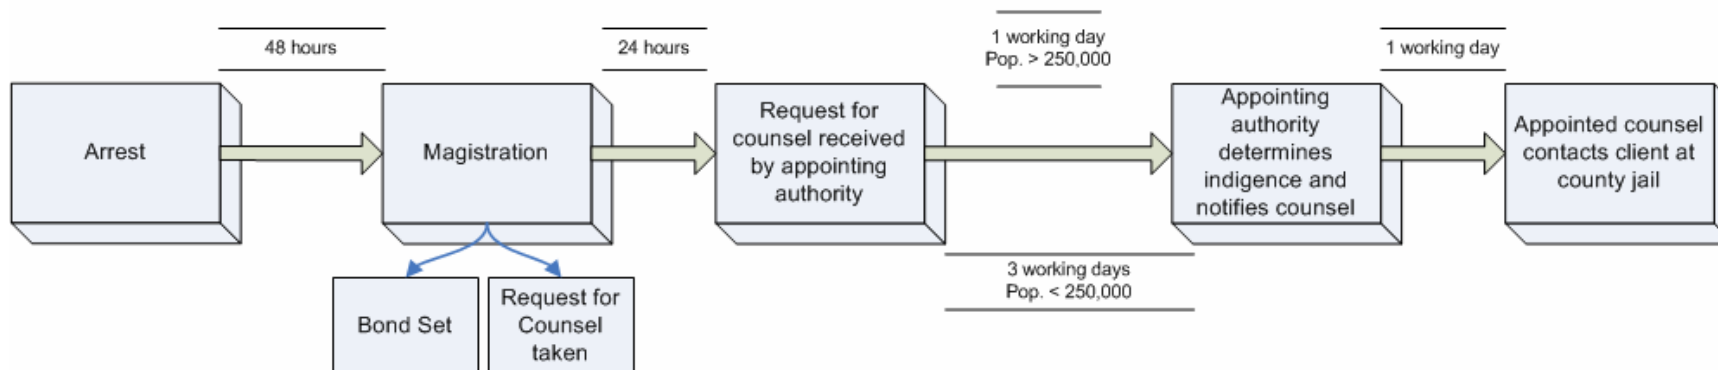 48 hours
24 hours
1 working day
Pop. > 250,000
1 working day
Arrest
Magistration
Request for
counsel received
by appointing
authority
Appointing
authority
determines
indigence and
notifies counsel
Appointed counsel
contacts client at
county jail
3 working days
Pop. < 250,000
Bond Set
Request for
Counsel
taken